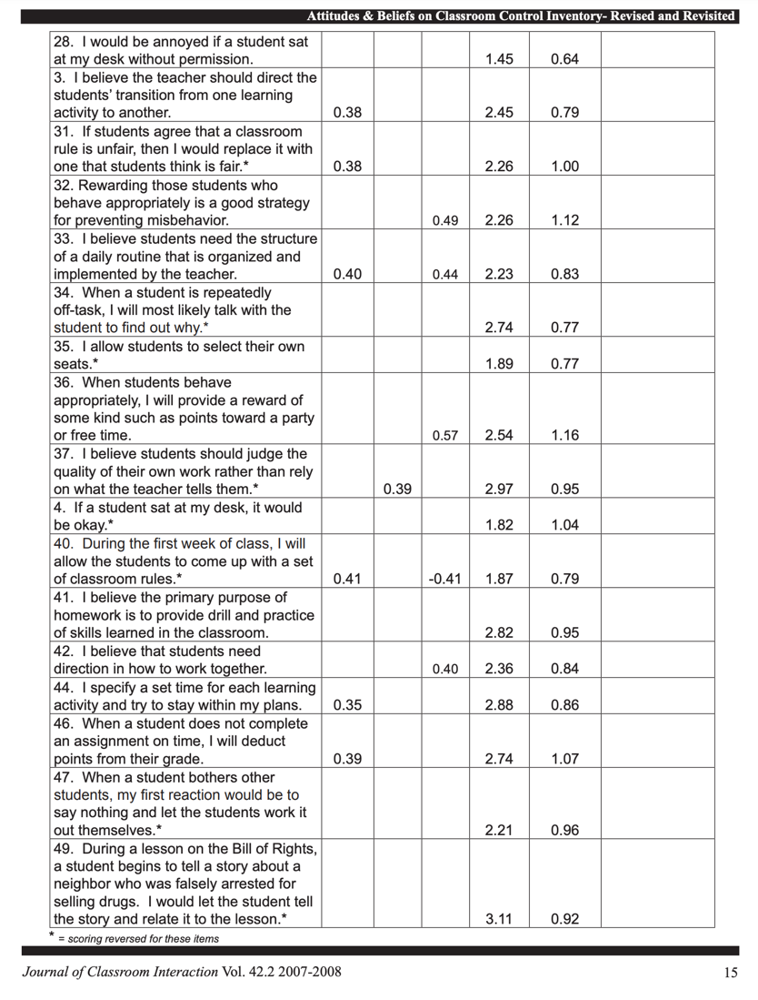 Attitudes & Beliefs on Classroom Control Inventory- Revised and Revisited
28. I would be annoyed if a student sat
at my desk without permission. 1.45 0.64
3. I believe the teacher should direct the
students’ transition from one learning
activity to another. 0.38 2.45 0.79
31. If students agree that a classroom
rule is unfair, then I would replace it with
one that students think is fair.* 0.38 2.26 1.00
32. Rewarding those students who
behave appropriately is a good strategy
for preventing misbehavior. 0.49 2.26 1.12
33. I believe students need the structure
of a daily routine that is organized and
implemented by the teacher. 0.40 0.44 2.23 0.83
34. When a student is repeatedly
off-task, I will most likely talk with the
student to find out why.* 2.74 0.77
35. I allow students to select their own
seats.* 1.89 0.77
36. When students behave
appropriately, I will provide a reward of
some kind such as points toward a party
or free time. 0.57 2.54 1.16
37. I believe students should judge the
quality of their own work rather than rely
on what the teacher tells them.* 0.39 2.97 0.95
4. If a student sat at my desk, it would
be okay.* 1.82 1.04
40. During the first week of class, I will
allow the students to come up with a set
of classroom rules.* 0.41 -0.41 1.87 0.79
41. I believe the primary purpose of
homework is to provide drill and practice
of skills learned in the classroom. 2.82 0.95
42. I believe that students need
direction in how to work together. 0.40 2.36 0.84
44. I specify a set time for each learning
activity and try to stay within my plans. 0.35 2.88 0.86
46. When a student does not complete
an assignment on time, I will deduct
points from their grade. 0.39 2.74 1.07
47. When a student bothers other
students, my first reaction would be to
say nothing and let the students work it
out themselves.* 2.21 0.96
49. During a lesson on the Bill of Rights,
a student begins to tell a story about a
neighbor who was falsely arrested for
selling drugs. I would let the student tell
the story and relate it to the lesson.* 3.11 0.92
* = scoring reversed for these items
Journal of Classroom Interaction Vol. 42.2 2007-2008 15